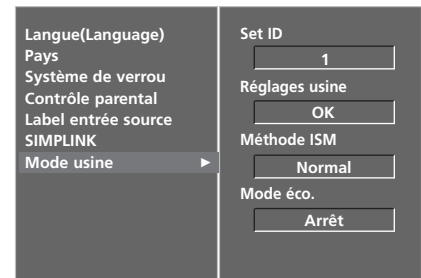 Langue(Language)
Pays
Système de verrou
Contrôle parental
Label entrée source
SIMPLINK
Mode usine ►
Set ID
1
Réglages usine
OK
Méthode ISM
Normal
Mode éco.
Arrêt